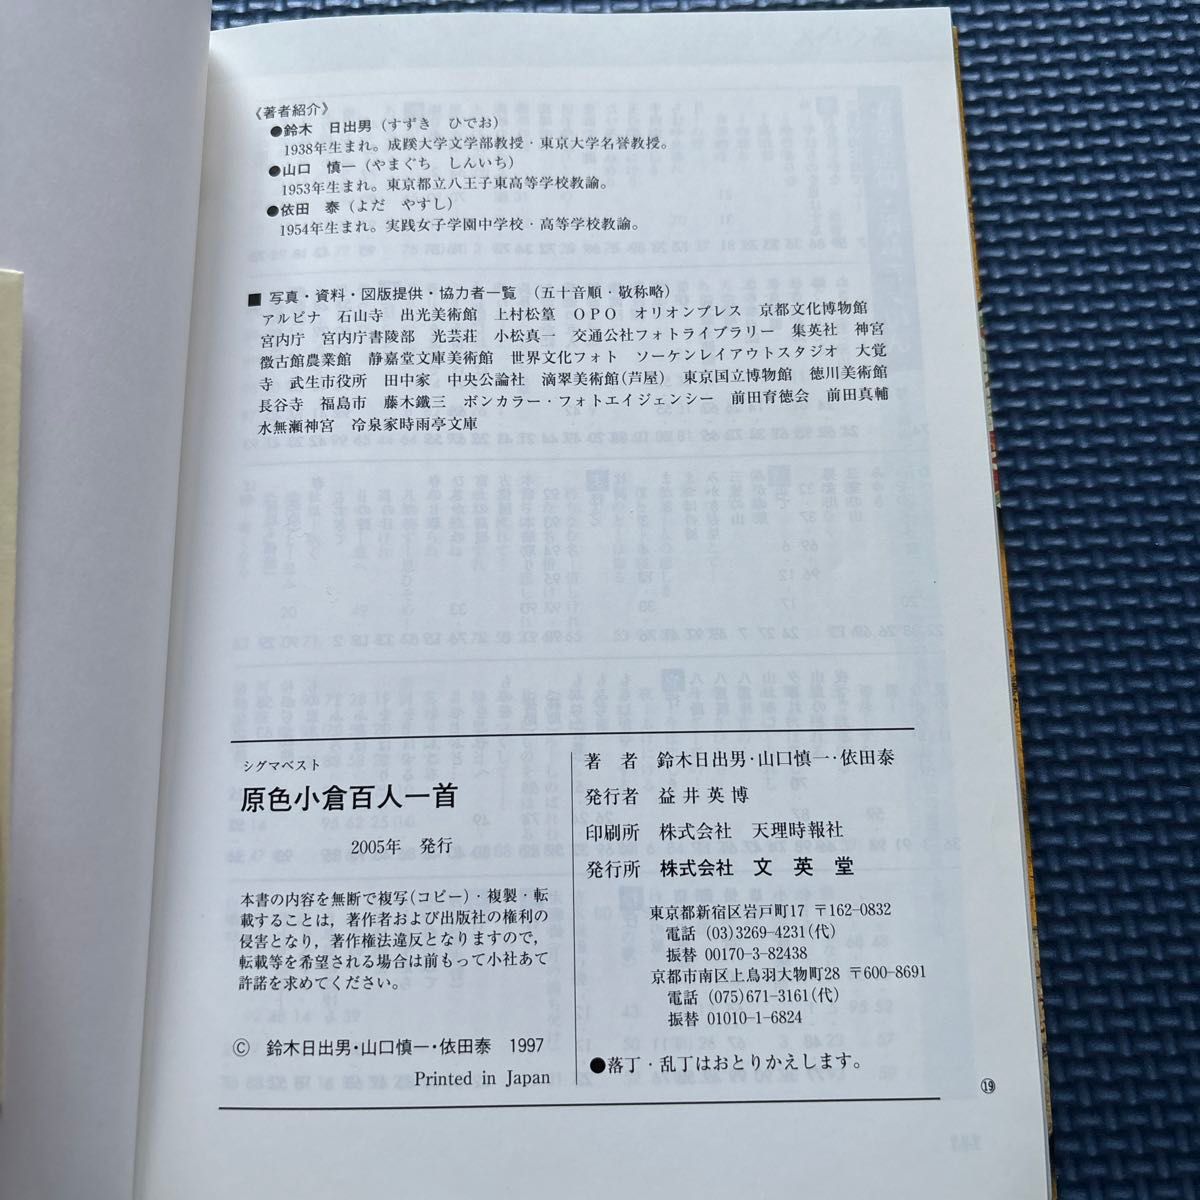 《著者紹介》
●鈴木 日出男(すずき ひでお)
1938年生まれ。成蹊大学文学部教授・東京大学名誉教授。
●山口 慎一(やまぐち しんいち)
1953年生まれ。東京都立八王子東高等学校教諭。
●依田 泰(よだ やすし)
1954年生まれ。実践女子学園中学校・高等学校教諭。
■ 写真・資料・図版提供・協力者一覧 (五十音順・敬称略)
アルピナ 石山寺 出光美術館 上村松篁 OPO オリオンプレス 京都文化博物館
宮内庁 宮内庁書陵部 光芸荘 小松真一 交通公社フォトライブラリー 集英社 神宮
徴古館農業館 静嘉堂文庫美術館 世界文化フォト ソーケンレイアウトスタジオ 大覚
寺 武生市役所 田中家 中央公論社 滴翠美術館(芦屋) 東京国立博物館 徳川美術館
長谷寺 福島市 藤木鐵三 ボンカラー・フォトエイジェンシー 前田育徳会 前田真輔
水無瀬神宮 冷泉家時雨亭文庫
シグマベスト
原色小倉百人一首
2005年 発行
本書の内容を無断で複写(コピー)・複製・転
載することは,著作者および出版社の権利の
侵害となり,著作権法違反となりますので,
転載等を希望される場合は前もって小社あて
許諾を求めてください。
Ⓒ 鈴木日出男・山口慎一・依田泰 1997
Printed in Japan
著 者 鈴木日出男・山口慎一・依田泰
発行者 益井英博
印刷所 株式会社 天理時報社
発行所 株式会社 文英堂
東京都新宿区岩戸町17 〒162-0832
電話 (03)3269-4231(代)
振替 00170-3-82438
京都市南区上鳥羽大物町28 〒600-8691
電話 (075)671-3161(代)
振替 01010-1-6824
●落丁・乱丁はおとりかえします。
⑲